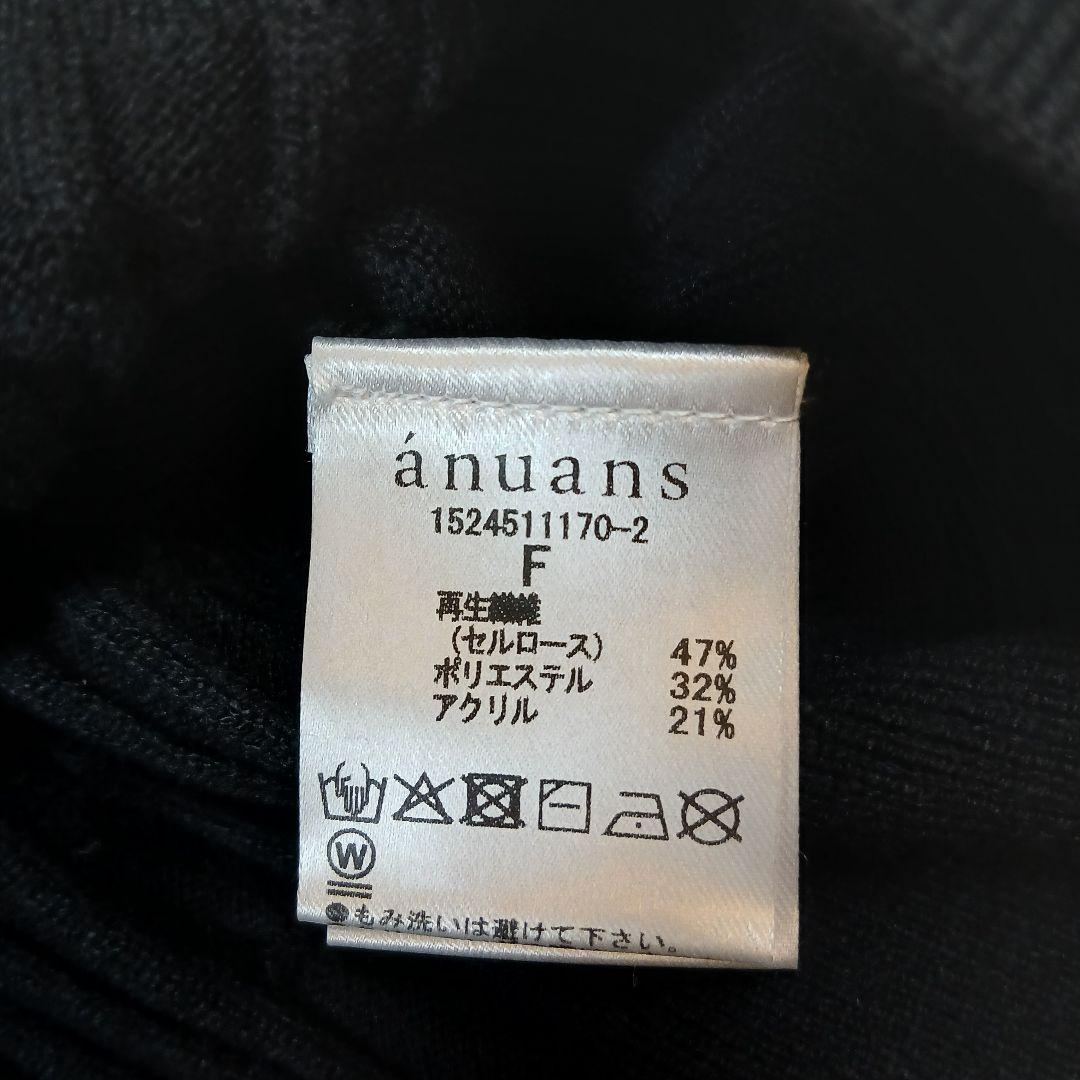 ánuans
1524511170-2
F
再生繊維
(セルロース) 47%
ポリエステル 32%
アクリル 21%
W
●もみ洗いは避けて下さい。